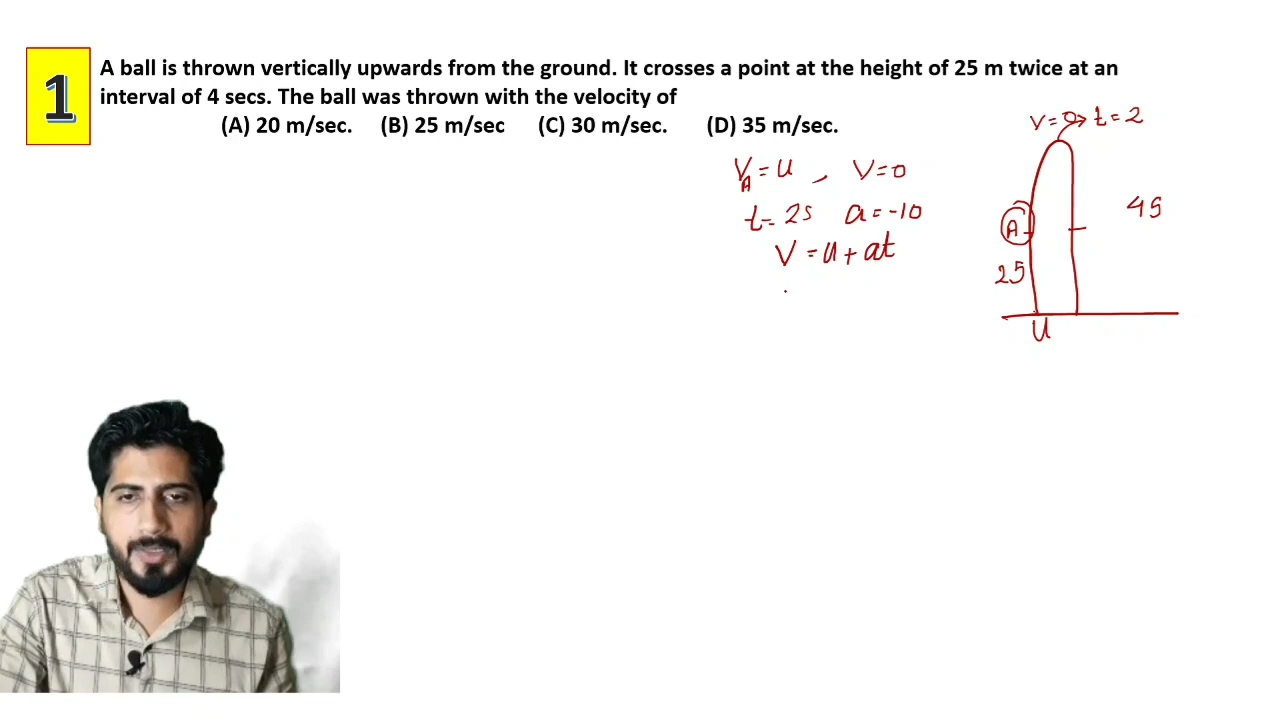 1
A ball is thrown vertically upwards from the ground. It crosses a point at the height of 25 m twice at an
interval of 4 secs. The ball was thrown with the velocity of
(A) 20 m/sec. (B) 25 m/sec (C) 30 m/sec. (D) 35 m/sec.
V=0 → t = 2
V_A = u , V=0
t= 2s a=-10
V = u + at
A
4s
25
u